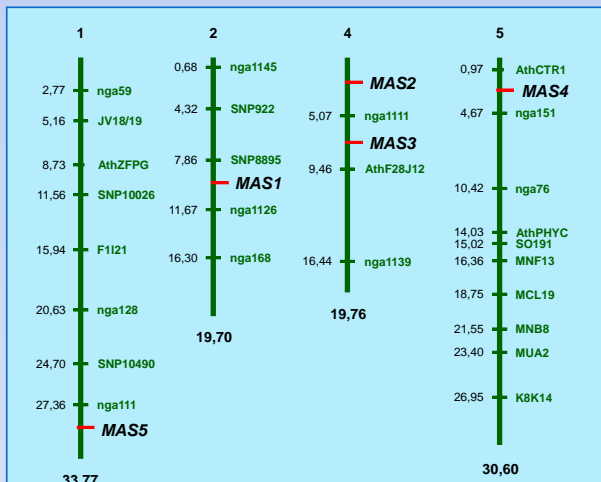 1
2,77 nga59
5,16 JV18/19
8,73 AthZFPG
11,56 SNP10026
15,94 F1I21
20,63 nga128
24,70 SNP10490
27,36 nga111
MAS5
33,77
2
0,68 nga1145
4,32 SNP922
7,86 SNP8895
MAS1
11,67 nga1126
16,30 nga168
19,70
4
MAS2
5,07 nga1111
MAS3
9,46 AthF28J12
16,44 nga1139
19,76
5
0,97 AthCTR1
MAS4
4,67 nga151
10,42 nga76
14,03 AthPHYC
15,02 SO191
16,36 MNF13
18,75 MCL19
21,55 MNB8
23,40 MUA2
26,95 K8K14
30,60